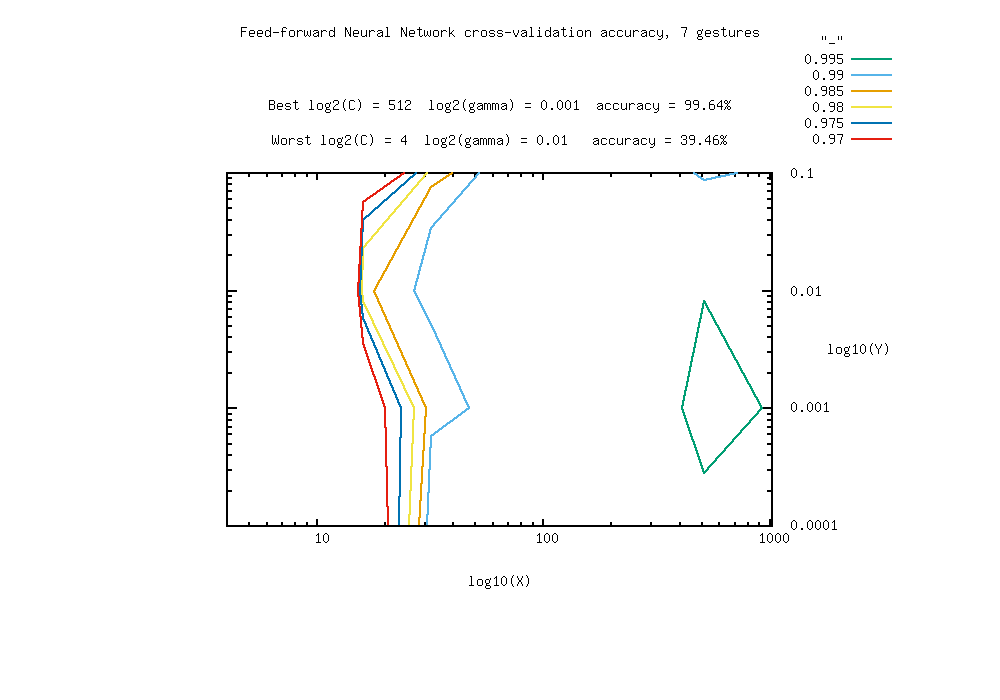 Feed-forward Neural Network cross-validation accuracy, 7 gestures
"_"
0.995
0.99
0.985
0.98
0.975
0.97
Best log2(C) = 512  log2(gamma) = 0.001  accuracy = 99.64%
Worst log2(C) = 4  log2(gamma) = 0.01   accuracy = 39.46%
0.1
0.01
log10(Y)
0.001
0.0001
10 100 1000
log10(X)